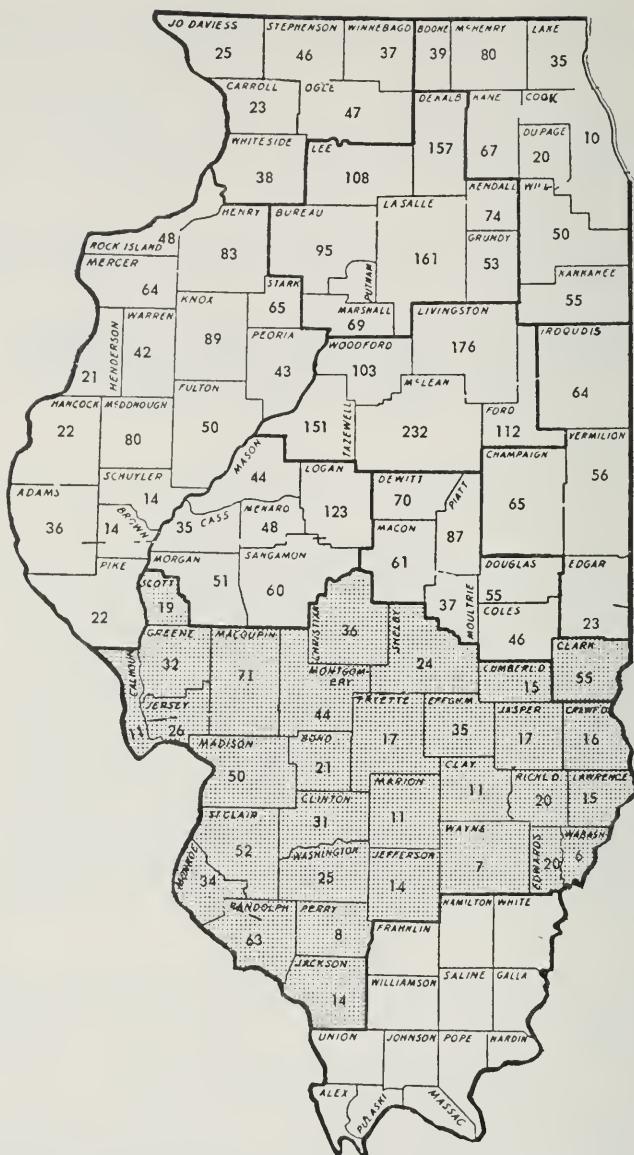 JO DAVIESS STEPHENSON WINNEBAGO BOONE McHENRY LAKE
25 46 37 39 80 35
CARROLL OGLE DEKALB KANE COOK
23 47 157 67 10
DUPAGE
20
WHITESIDE LEE KENDALL WILL
38 108 74 50
HENRY BUREAU LASALLE GRUNDY
83 95 161 53
ROCK ISLAND 48
MERCER STARK PUTNAM KANKAKEE
64 65 55
KNOX MARSHALL LIVINGSTON IROQUOIS
89 69 176 64
HENDERSON WARREN PEORIA WOODFORD
21 42 43 103
HANCOCK McDONOUGH FULTON TAZEWELL McLEAN FORD
22 80 50 151 232 112
MASON LOGAN DEWITT CHAMPAIGN VERMILION
44 123 70 65 56
ADAMS SCHUYLER CASS MENARD PIATT
36 14 35 48 87
BROWN MACON
14 61
PIKE MORGAN SANGAMON DOUGLAS EDGAR
22 51 60 55 23
SCOTT MOULTRIE COLES
19 37 46
GREENE MACOUPIN CHRISTIAN SHELBY CUMBERL'D CLARK
32 71 36 24 15 55
CALHOUN JERSEY MONTGOM-
ERY FAYETTE EFFGHM JASPER CRAWF'D
11 26 44 17 35 17 16
MADISON BOND CLAY RICHL'D LAWRENCE
50 21 11 20 15
CLINTON MARION
31 11
ST CLAIR WASHINGTON JEFFERSON WAYNE EDWARDS WABASH
52 25 14 7 20 6
MONROE RANDOLPH PERRY HAMILTON WHITE
34 63 8
JACKSON FRANKLIN
14
WILLIAMSON SALINE GALLA
UNION JOHNSON POPE HARDIN
ALEX PULASKI MASSAC